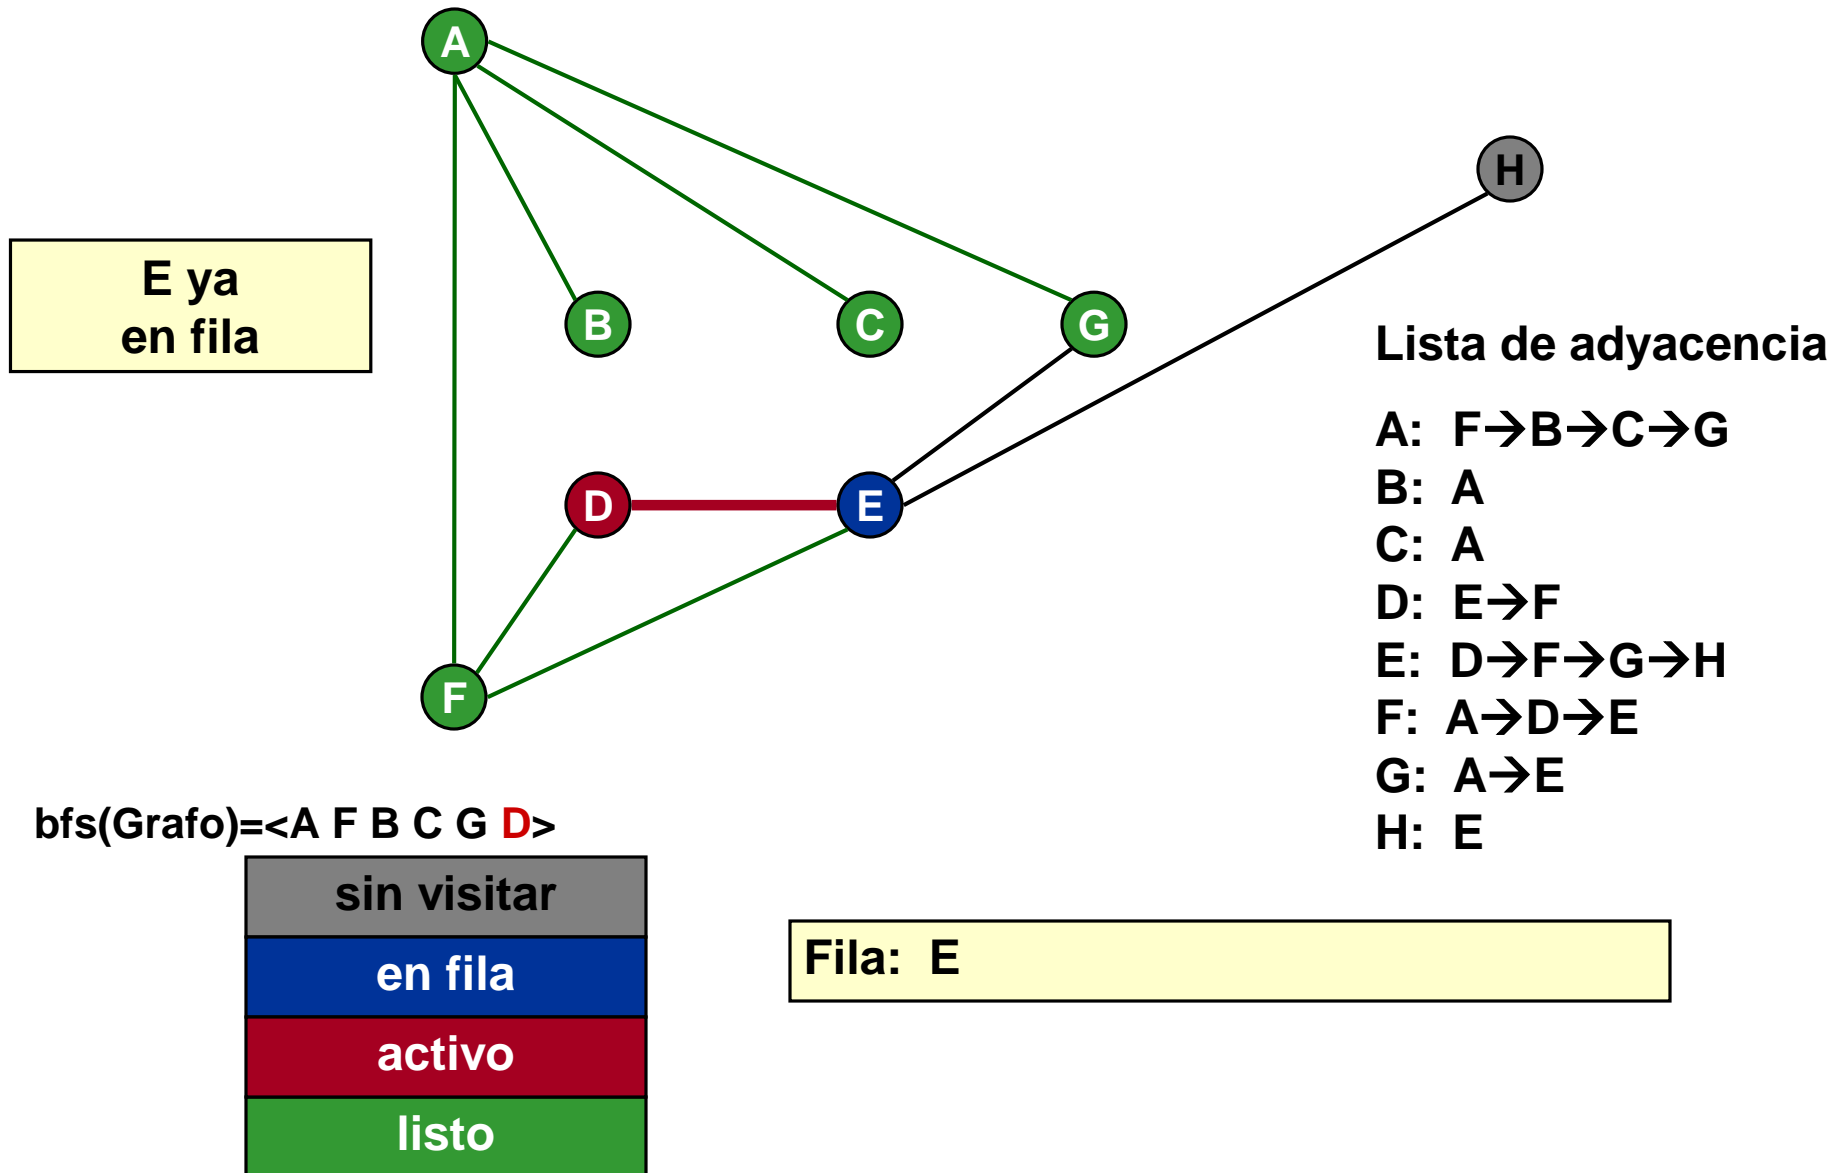 A
H
E ya
en fila
B
C
G
Lista de adyacencia
A: F→B→C→G
B: A
C: A
D: E→F
E: D→F→G→H
F: A→D→E
G: A→E
H: E
D
E
F
bfs(Grafo)=<A F B C G D>
sin visitar
en fila
activo
listo
Fila: E